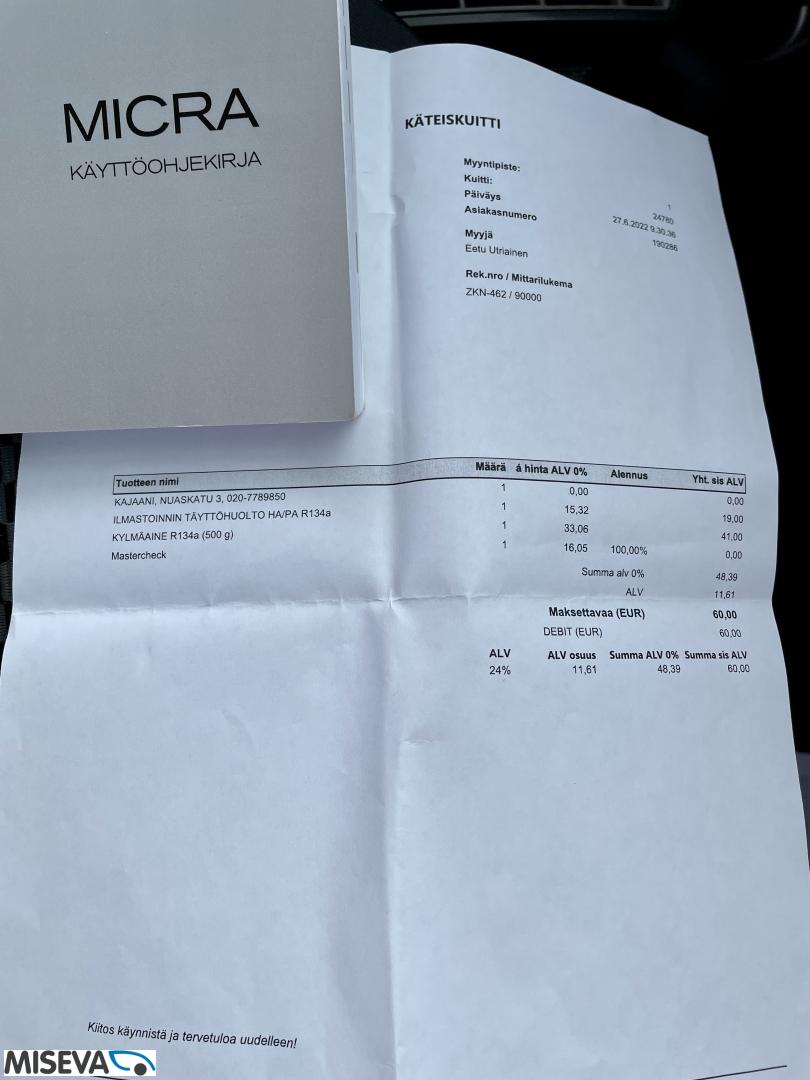 MICRA
KÄYTTÖOHJEKIRJA
KÄTEISKUITTI
Myyntipiste: 1
Kuitti: 24780
Päiväys 27.6.2022 9.30.36
Asiakasnumero 190286
Myyjä
Eetu Utriainen
Rek.nro / Mittarilukema
ZKN-462 / 90000
Tuotteen nimi Määrä á hinta ALV 0% Alennus Yht. sis ALV
KAJAANI, NUASKATU 3, 020-7789850 1 0,00 0,00
ILMASTOINNIN TÄYTTÖHUOLTO HA/PA R134a 1 15,32 19,00
KYLMÄAINE R134a (500 g) 1 33,06 41,00
Mastercheck 1 16,05 100,00% 0,00
Summa alv 0% 48,39
ALV 11,61
Maksettavaa (EUR) 60,00
DEBIT (EUR) 60,00
ALV ALV osuus Summa ALV 0% Summa sis ALV
24% 11,61 48,39 60,00
Kiitos käynnistä ja tervetuloa uudelleen!
MISEVA